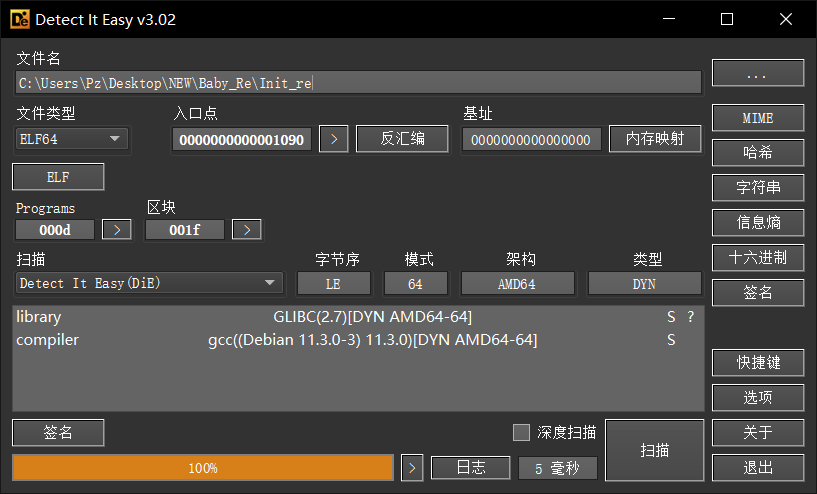 Detect It Easy v3.02
文件名
C:\Users\Pz\Desktop\NEW\Baby_Re\Init_re
...
文件类型 入口点 基址
ELF64 0000000000001090 > 反汇编 0000000000000000 内存映射 MIME
哈希
ELF
字符串
Programs 区块
000d > 001f >
信息熵
扫描 字节序 模式 架构 类型
十六进制
Detect It Easy(DiE) LE 64 AMD64 DYN
签名
library GLIBC(2.7)[DYN AMD64-64] S ?
compiler gcc((Debian 11.3.0-3) 11.3.0)[DYN AMD64-64] S
快捷键
选项
签名 深度扫描 扫描 关于
100% > 日志 5 毫秒 退出